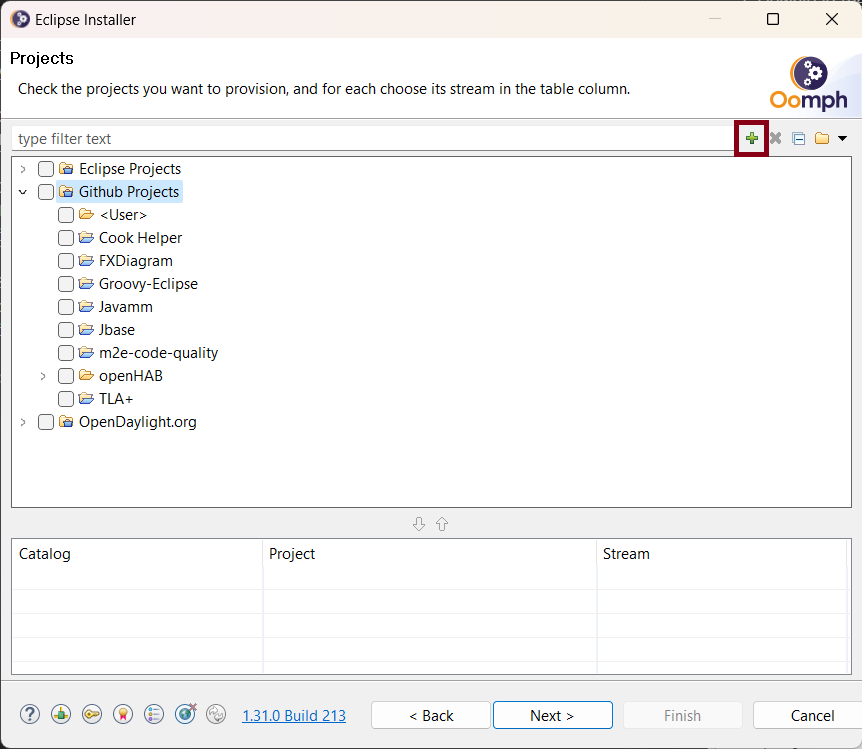 Eclipse Installer
Projects
Check the projects you want to provision, and for each choose its stream in the table column.
Oomph
type filter text
Eclipse Projects
Github Projects
<User>
Cook Helper
FXDiagram
Groovy-Eclipse
Javamm
Jbase
m2e-code-quality
openHAB
TLA+
OpenDaylight.org
Catalog Project Stream
1.31.0 Build 213 < Back Next > Finish Cancel